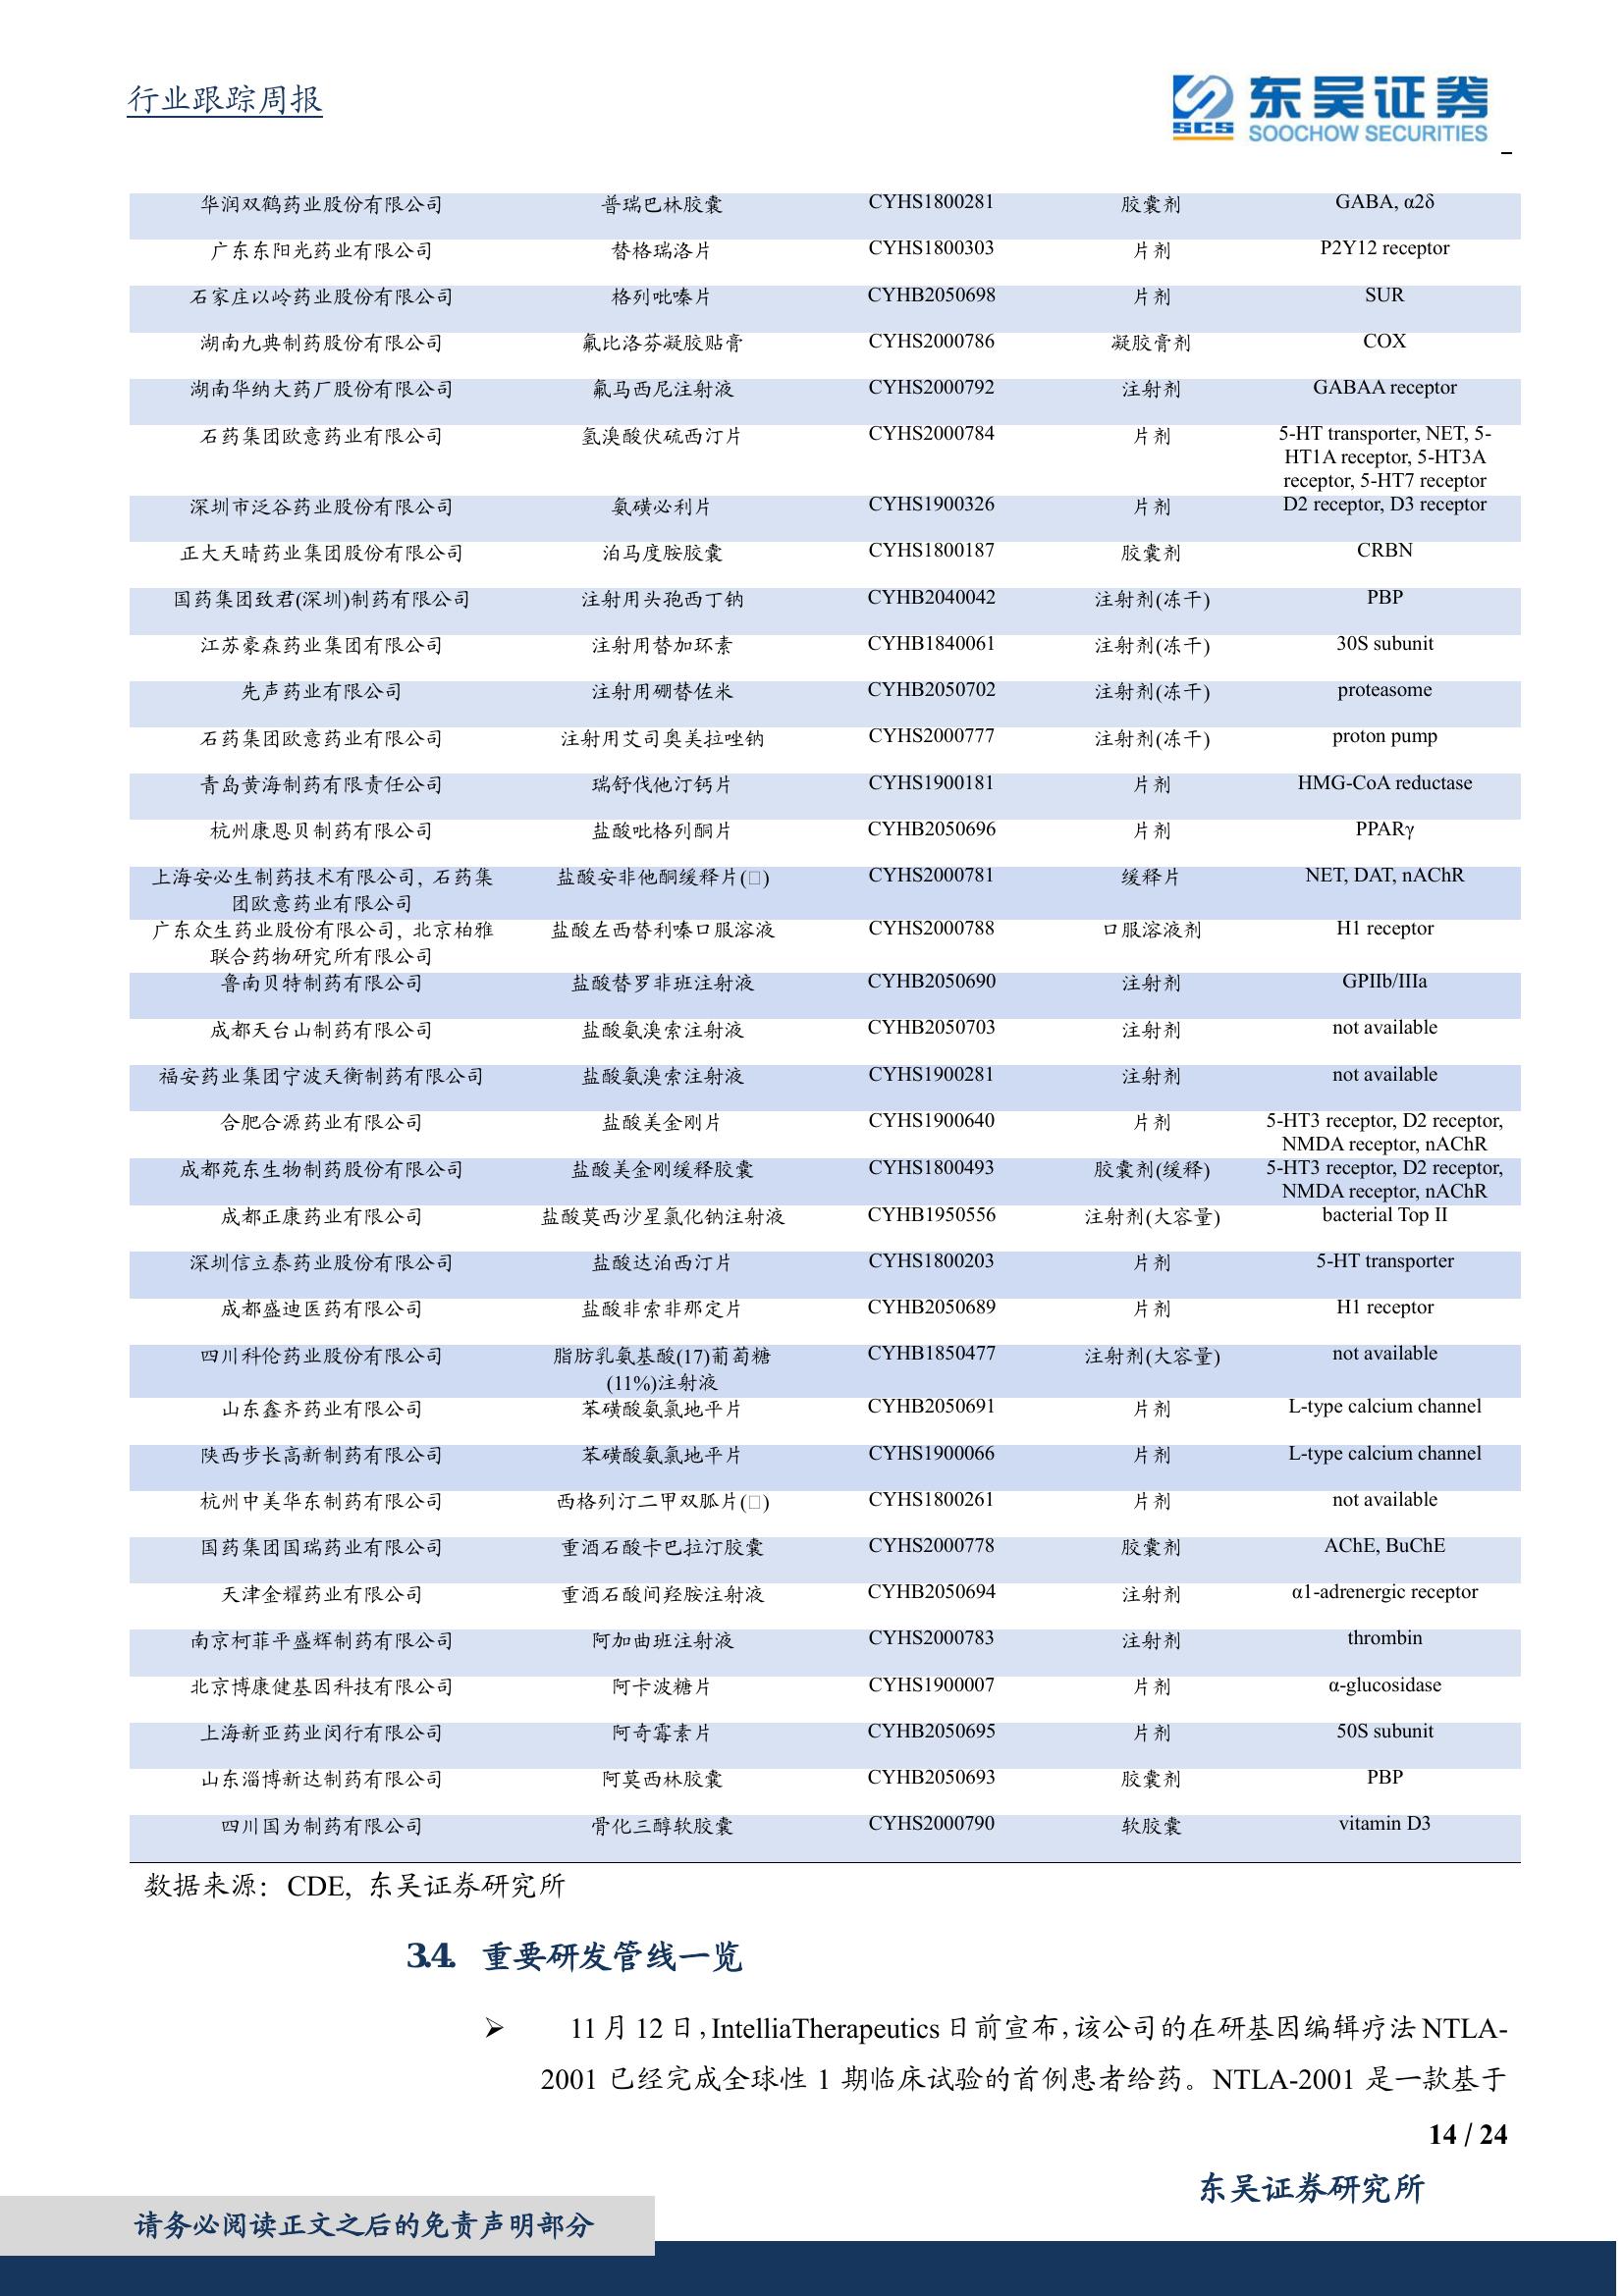 行业跟踪周报
东吴证券
SCS
SOOCHOW SECURITIES
华润双鹤药业股份有限公司 普瑞巴林胶囊 CYHS1800281 胶囊剂 GABA, α2δ
广东东阳光药业有限公司 替格瑞洛片 CYHS1800303 片剂 P2Y12 receptor
石家庄以岭药业股份有限公司 格列吡嗪片 CYHB2050698 片剂 SUR
湖南九典制药股份有限公司 氟比洛芬凝胶贴膏 CYHS2000786 凝胶膏剂 COX
湖南华纳大药厂股份有限公司 氟马西尼注射液 CYHS2000792 注射剂 GABAA receptor
石药集团欧意药业有限公司 氢溴酸伏硫西汀片 CYHS2000784 片剂 5-HT transporter, NET, 5-
HT1A receptor, 5-HT3A
receptor, 5-HT7 receptor
深圳市泛谷药业股份有限公司 氨磺必利片 CYHS1900326 片剂 D2 receptor, D3 receptor
正大天晴药业集团股份有限公司 泊马度胺胶囊 CYHS1800187 胶囊剂 CRBN
国药集团致君(深圳)制药有限公司 注射用头孢西丁钠 CYHB2040042 注射剂(冻干) PBP
江苏豪森药业集团有限公司 注射用替加环素 CYHB1840061 注射剂(冻干) 30S subunit
先声药业有限公司 注射用硼替佐米 CYHB2050702 注射剂(冻干) proteasome
石药集团欧意药业有限公司 注射用艾司奥美拉唑钠 CYHS2000777 注射剂(冻干) proton pump
青岛黄海制药有限责任公司 瑞舒伐他汀钙片 CYHS1900181 片剂 HMG-CoA reductase
杭州康恩贝制药有限公司 盐酸吡格列酮片 CYHB2050696 片剂 PPARγ
上海安必生制药技术有限公司, 石药集 盐酸安非他酮缓释片(□) CYHS2000781 缓释片 NET, DAT, nAChR
团欧意药业有限公司
广东众生药业股份有限公司, 北京柏雅 盐酸左西替利嗪口服溶液 CYHS2000788 口服溶液剂 H1 receptor
联合药物研究所有限公司
鲁南贝特制药有限公司 盐酸替罗非班注射液 CYHB2050690 注射剂 GPIIb/IIIa
成都天台山制药有限公司 盐酸氨溴索注射液 CYHB2050703 注射剂 not available
福安药业集团宁波天衡制药有限公司 盐酸氨溴索注射液 CYHS1900281 注射剂 not available
合肥合源药业有限公司 盐酸美金刚片 CYHS1900640 片剂 5-HT3 receptor, D2 receptor,
NMDA receptor, nAChR
成都苑东生物制药股份有限公司 盐酸美金刚缓释胶囊 CYHS1800493 胶囊剂(缓释) 5-HT3 receptor, D2 receptor,
NMDA receptor, nAChR
成都正康药业有限公司 盐酸莫西沙星氯化钠注射液 CYHB1950556 注射剂(大容量) bacterial Top II
深圳信立泰药业股份有限公司 盐酸达泊西汀片 CYHS1800203 片剂 5-HT transporter
成都盛迪医药有限公司 盐酸非索非那定片 CYHB2050689 片剂 H1 receptor
四川科伦药业股份有限公司 脂肪乳氨基酸(17)葡萄糖 CYHB1850477 注射剂(大容量) not available
(11%)注射液
山东鑫齐药业有限公司 苯磺酸氨氯地平片 CYHB2050691 片剂 L-type calcium channel
陕西步长高新制药有限公司 苯磺酸氨氯地平片 CYHS1900066 片剂 L-type calcium channel
杭州中美华东制药有限公司 西格列汀二甲双胍片(□) CYHS1800261 片剂 not available
国药集团国瑞药业有限公司 重酒石酸卡巴拉汀胶囊 CYHS2000778 胶囊剂 AChE, BuChE
天津金耀药业有限公司 重酒石酸间羟胺注射液 CYHB2050694 注射剂 α1-adrenergic receptor
南京柯菲平盛辉制药有限公司 阿加曲班注射液 CYHS2000783 注射剂 thrombin
北京博康健基因科技有限公司 阿卡波糖片 CYHS1900007 片剂 α-glucosidase
上海新亚药业闵行有限公司 阿奇霉素片 CYHB2050695 片剂 50S subunit
山东淄博新达制药有限公司 阿莫西林胶囊 CYHB2050693 胶囊剂 PBP
四川国为制药有限公司 骨化三醇软胶囊 CYHS2000790 软胶囊 vitamin D3
数据来源：CDE, 东吴证券研究所
3.4. 重要研发管线一览
➢ 11 月 12 日，IntelliaTherapeutics 日前宣布，该公司的在研基因编辑疗法 NTLA-
2001 已经完成全球性 1 期临床试验的首例患者给药。NTLA-2001 是一款基于
14 / 24
东吴证券研究所
请务必阅读正文之后的免责声明部分